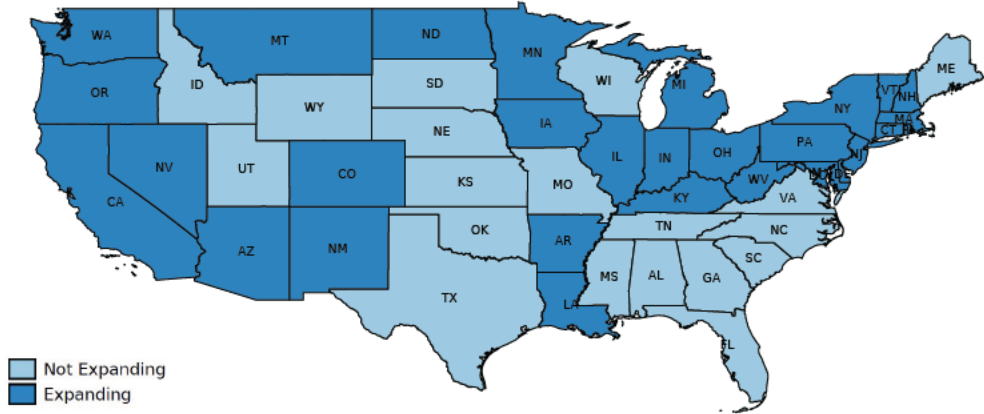 WA
MT
ND
MN
ME
OR
ID
WY
SD
WI
MI
VT
NH
NY
MA
CT
NV
UT
CO
NE
IA
IL
IN
OH
PA
NJ
CA
KS
MO
KY
WV
DE
VA
AZ
NM
OK
AR
TN
NC
SC
TX
LA
MS
AL
GA
FL
Not Expanding
Expanding